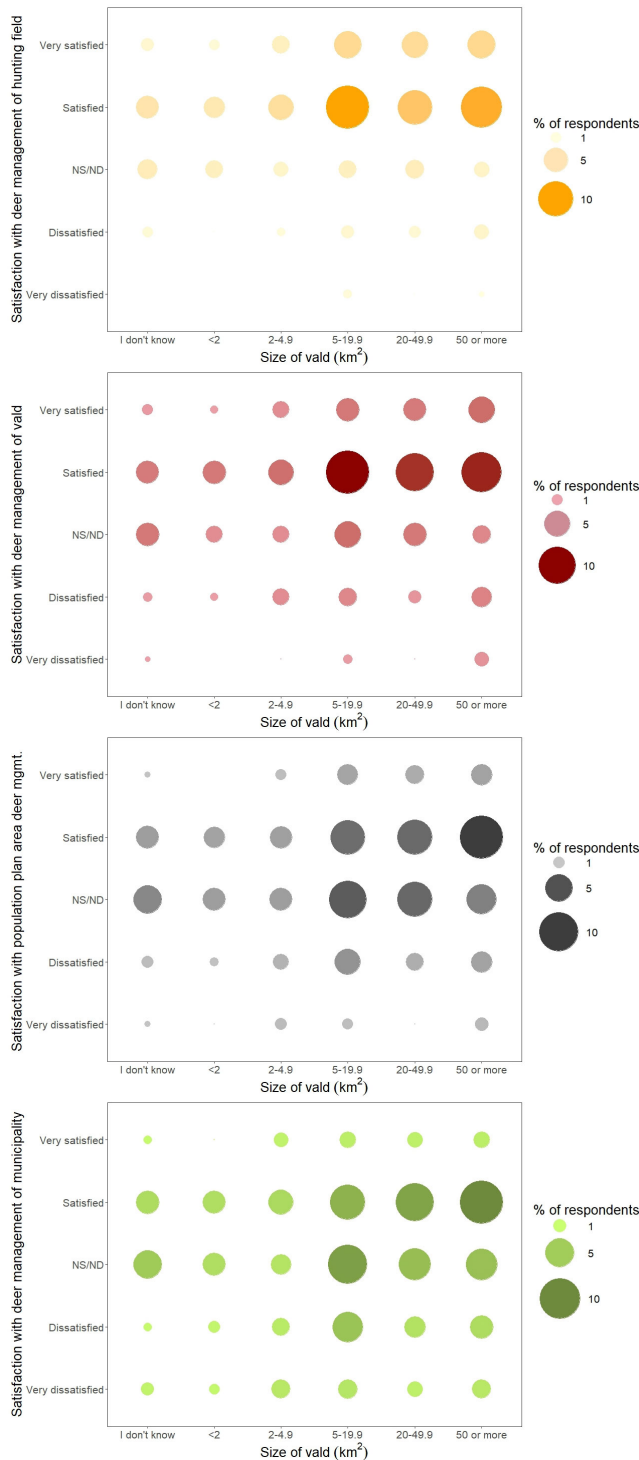 Satisfaction with deer management of hunting field
Very satisfied
Satisfied
NS/ND
Dissatisfied
Very dissatisfied
I don't know
<2
2-4.9
5-19.9
20-49.9
50 or more
Size of vald (km²)
% of respondents
1
5
10
Satisfaction with deer management of vald
Very satisfied
Satisfied
NS/ND
Dissatisfied
Very dissatisfied
I don't know
<2
2-4.9
5-19.9
20-49.9
50 or more
Size of vald (km²)
% of respondents
1
5
10
Satisfaction with population plan area deer mgmt.
Very satisfied
Satisfied
NS/ND
Dissatisfied
Very dissatisfied
I don't know
<2
2-4.9
5-19.9
20-49.9
50 or more
Size of vald (km²)
% of respondents
1
5
10
Satisfaction with deer management of municipality
Very satisfied
Satisfied
NS/ND
Dissatisfied
Very dissatisfied
I don't know
<2
2-4.9
5-19.9
20-49.9
50 or more
Size of vald (km²)
% of respondents
1
5
10